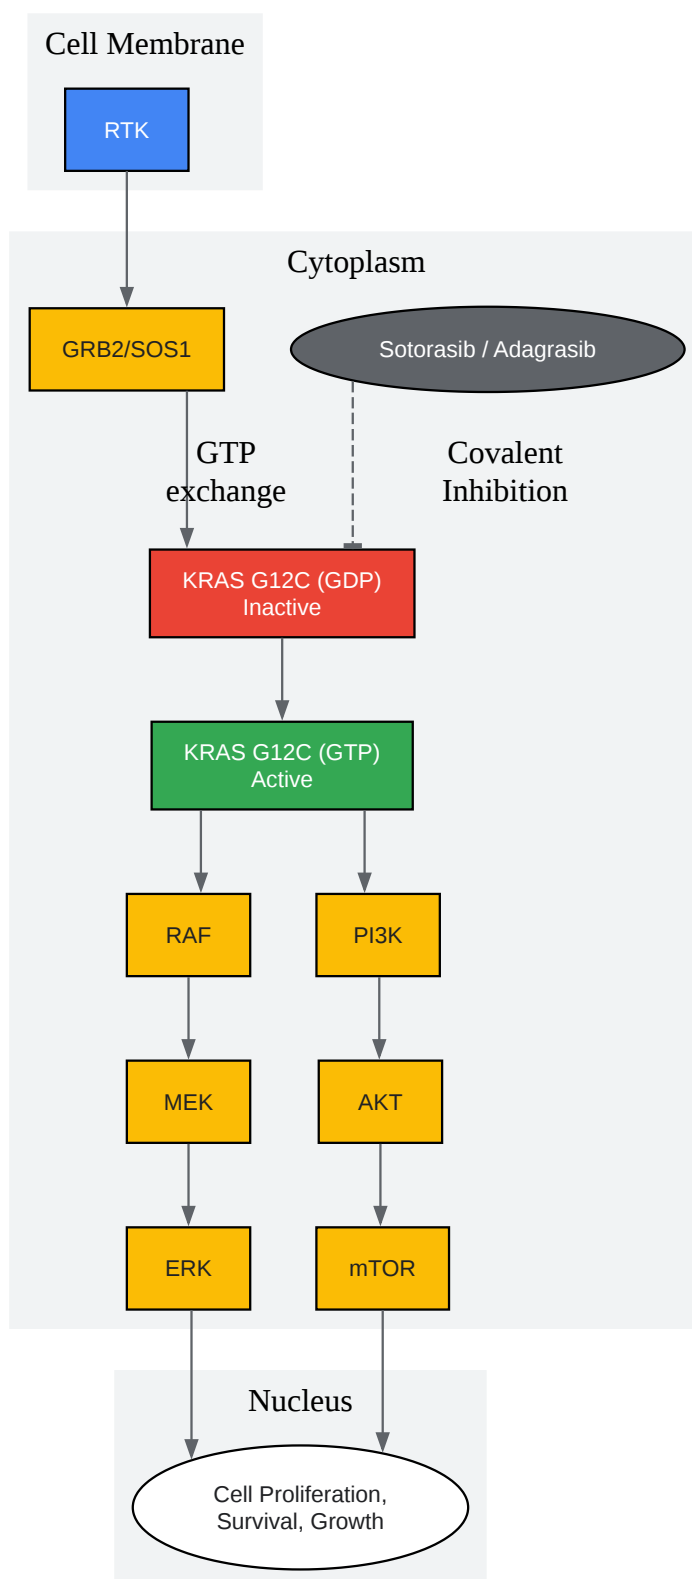 Cell Membrane
RTK
Cytoplasm
GRB2/SOS1
Sotorasib / Adagrasib
GTP
exchange
Covalent
Inhibition
KRAS G12C (GDP)
Inactive
KRAS G12C (GTP)
Active
RAF
PI3K
MEK
AKT
ERK
mTOR
Nucleus
Cell Proliferation,
Survival, Growth